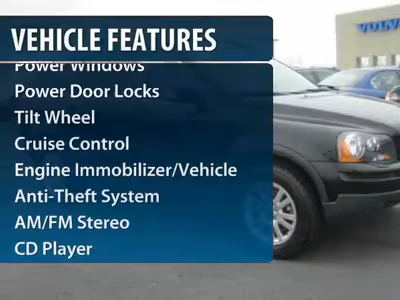 VEHICLE FEATURES
Power Windows
Power Door Locks
Tilt Wheel
Cruise Control
Engine Immobilizer/Vehicle
Anti-Theft System
AM/FM Stereo
CD Player
VOLVO